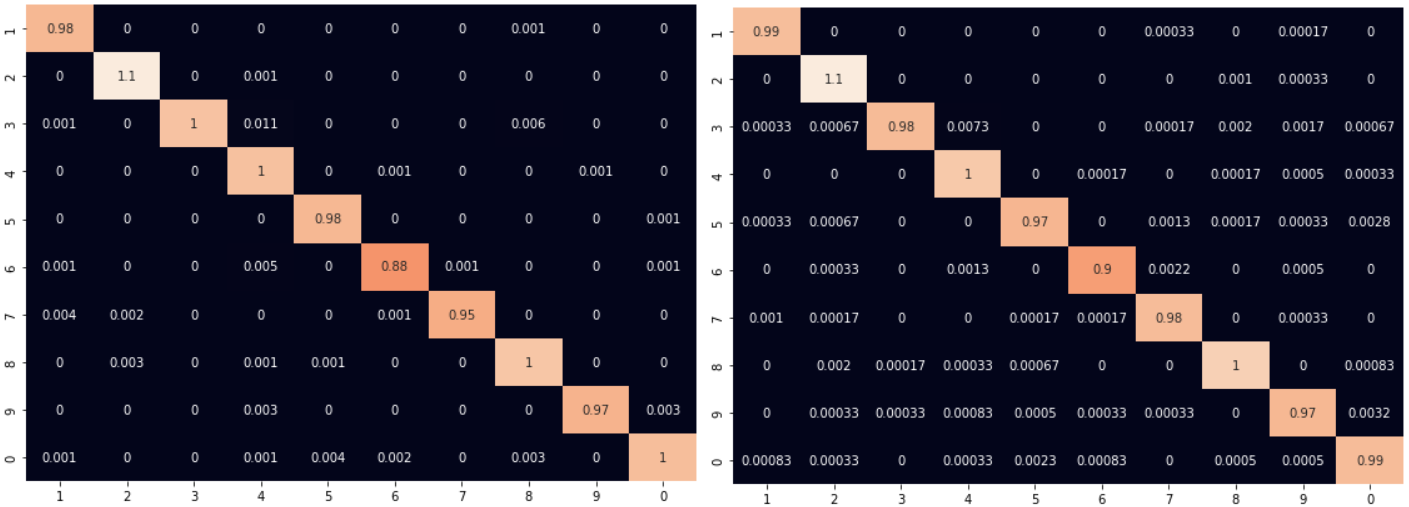 1 0.98 0 0 0 0 0 0 0.001 0 0
2 0 1.1 0 0.001 0 0 0 0 0 0
3 0.001 0 1 0.011 0 0 0 0.006 0 0
4 0 0 0 1 0 0.001 0 0 0.001 0
5 0 0 0 0 0.98 0 0 0 0 0.001
6 0.001 0 0 0.005 0 0.88 0.001 0 0 0.001
7 0.004 0.002 0 0 0 0.001 0.95 0 0 0
8 0 0.003 0 0.001 0.001 0 0 1 0 0
9 0 0 0 0.003 0 0 0 0 0.97 0.003
0 0.001 0 0 0.001 0.004 0.002 0 0.003 0 1
1 2 3 4 5 6 7 8 9 0
1 0.99 0 0 0 0 0 0.00033 0 0.00017 0
2 0 1.1 0 0 0 0 0 0.001 0.00033 0
3 0.00033 0.00067 0.98 0.0073 0 0 0.00017 0.002 0.0017 0.00067
4 0 0 0 1 0 0.00017 0 0.00017 0.0005 0.00033
5 0.00033 0.00067 0 0 0.97 0 0.0013 0.00017 0.00033 0.0028
6 0 0.00033 0 0.0013 0 0.9 0.0022 0 0.0005 0
7 0.001 0.00017 0 0 0.00017 0.00017 0.98 0 0.00033 0
8 0 0.002 0.00017 0.00033 0.00067 0 0 1 0 0.00083
9 0 0.00033 0.00033 0.00083 0.0005 0.00033 0.00033 0 0.97 0.0032
0 0.00083 0.00033 0 0.00033 0.0023 0.00083 0 0.0005 0.0005 0.99
1 2 3 4 5 6 7 8 9 0